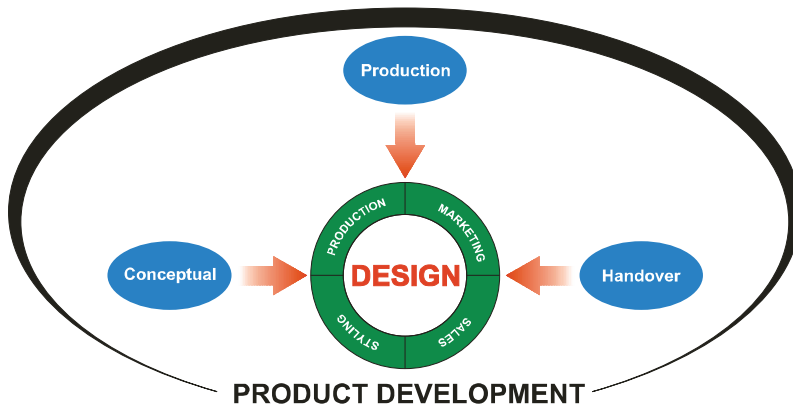 Production
PRODUCTION
MARKETING
Conceptual
DESIGN
Handover
STYLING
SALES
PRODUCT DEVELOPMENT